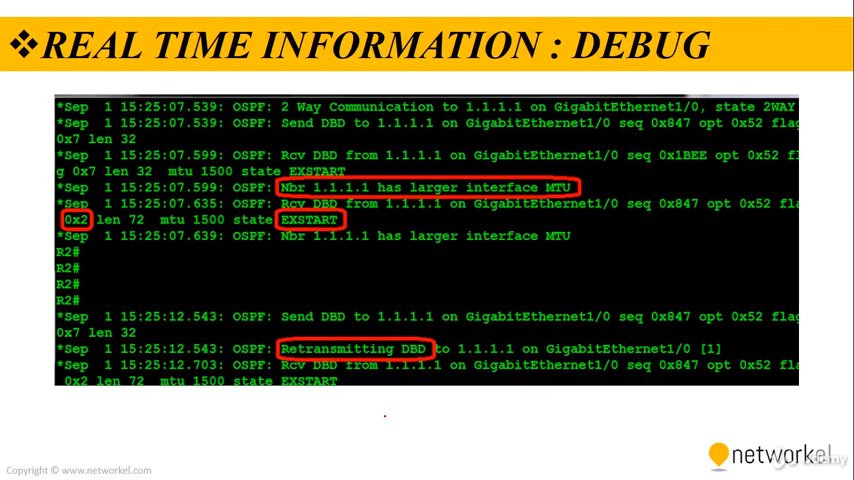 ❖REAL TIME INFORMATION : DEBUG
*Sep 1 15:25:07.539: OSPF: 2 Way Communication to 1.1.1.1 on GigabitEthernet1/0, state 2WAY
*Sep 1 15:25:07.539: OSPF: Send DBD to 1.1.1.1 on GigabitEthernet1/0 seq 0x847 opt 0x52 flag
0x7 len 32
*Sep 1 15:25:07.599: OSPF: Rcv DBD from 1.1.1.1 on GigabitEthernet1/0 seq 0x1BEE opt 0x52 fl
g 0x7 len 32 mtu 1500 state EXSTART
*Sep 1 15:25:07.599: OSPF: Nbr 1.1.1.1 has larger interface MTU
*Sep 1 15:25:07.635: OSPF: Rcv DBD from 1.1.1.1 on GigabitEthernet1/0 seq 0x847 opt 0x52 fla
0x2 len 72 mtu 1500 state EXSTART
*Sep 1 15:25:07.639: OSPF: Nbr 1.1.1.1 has larger interface MTU
R2#
R2#
R2#
R2#
*Sep 1 15:25:12.543: OSPF: Send DBD to 1.1.1.1 on GigabitEthernet1/0 seq 0x847 opt 0x52 flag
0x7 len 32
*Sep 1 15:25:12.543: OSPF: Retransmitting DBD to 1.1.1.1 on GigabitEthernet1/0 [1]
*Sep 1 15:25:12.703: OSPF: Rcv DBD from 1.1.1.1 on GigabitEthernet1/0 seq 0x847 opt 0x52 fla
0x2 len 72 mtu 1500 state EXSTART
networkel
Udemy
Copyright © www.networkel.com